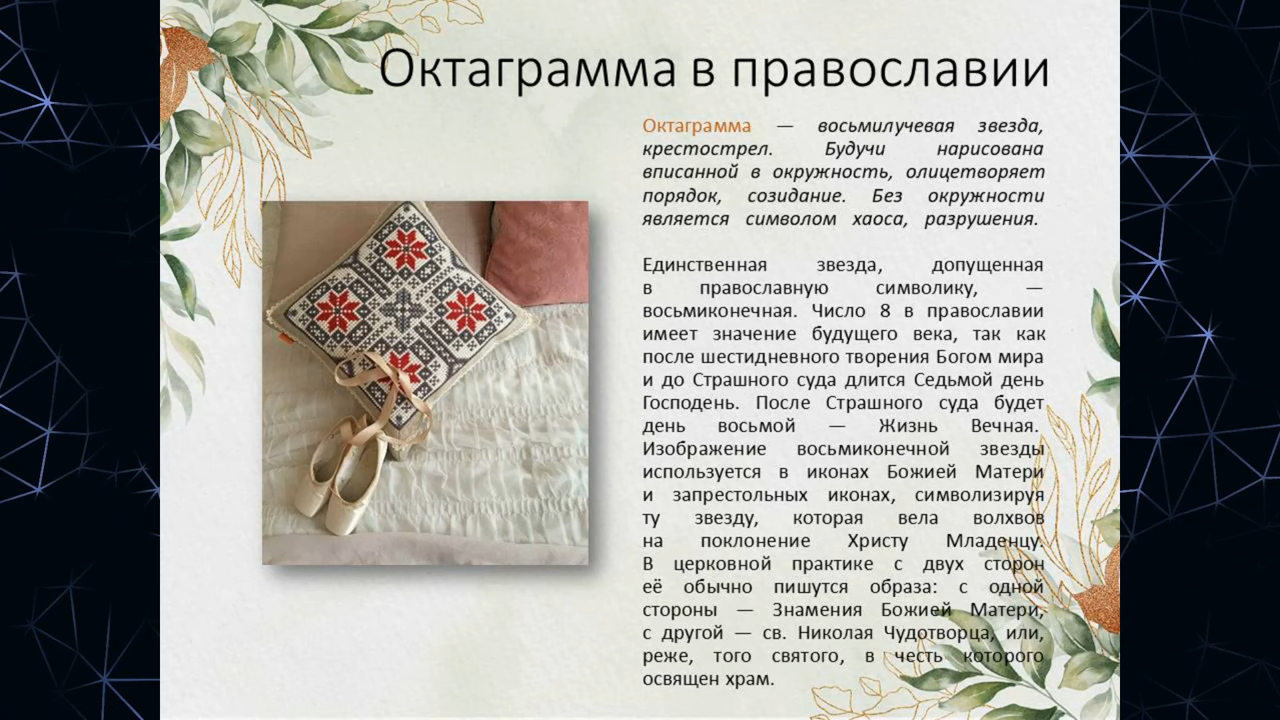 Октаграмма в православии
Октаграмма — восьмилучевая звезда,
крестострел. Будучи нарисована
вписанной в окружность, олицетворяет
порядок, созидание. Без окружности
является символом хаоса, разрушения.
Единственная звезда, допущенная
в православную символику, —
восьмиконечная. Число 8 в православии
имеет значение будущего века, так как
после шестидневного творения Богом мира
и до Страшного суда длится Седьмой день
Господень. После Страшного суда будет
день восьмой — Жизнь Вечная.
Изображение восьмиконечной звезды
используется в иконах Божией Матери
и запрестольных иконах, символизируя
ту звезду, которая вела волхвов
на поклонение Христу Младенцу.
В церковной практике с двух сторон
её обычно пишутся образа: с одной
стороны — Знамения Божией Матери,
с другой — св. Николая Чудотворца, или,
реже, того святого, в честь которого
освящен храм.